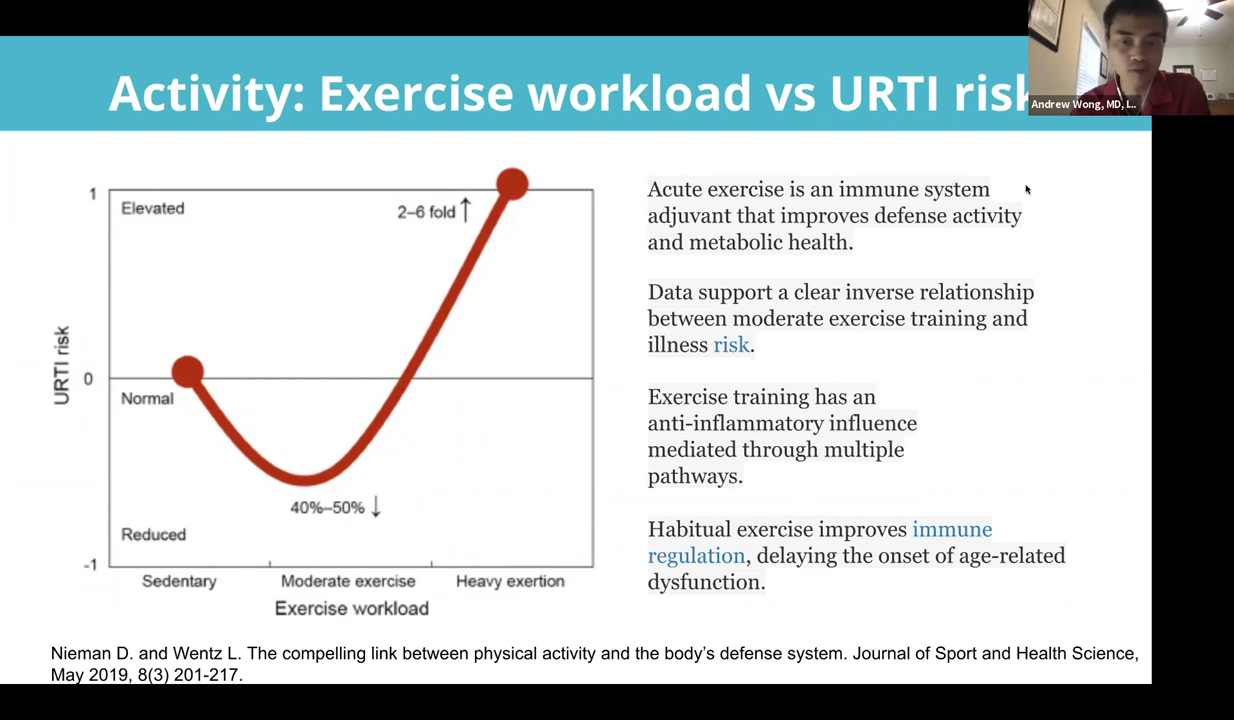 Activity: Exercise workload vs URTI risk
Andrew Wong, MD, L..
1
Elevated
2–6 fold ↑
URTI risk
0
Normal
40%–50% ↓
Reduced
-1
Sedentary
Moderate exercise
Heavy exertion
Exercise workload
Acute exercise is an immune system
adjuvant that improves defense activity
and metabolic health.
Data support a clear inverse relationship
between moderate exercise training and
illness risk.
Exercise training has an
anti-inflammatory influence
mediated through multiple
pathways.
Habitual exercise improves immune
regulation, delaying the onset of age-related
dysfunction.
Nieman D. and Wentz L. The compelling link between physical activity and the body’s defense system. Journal of Sport and Health Science,
May 2019, 8(3) 201-217.